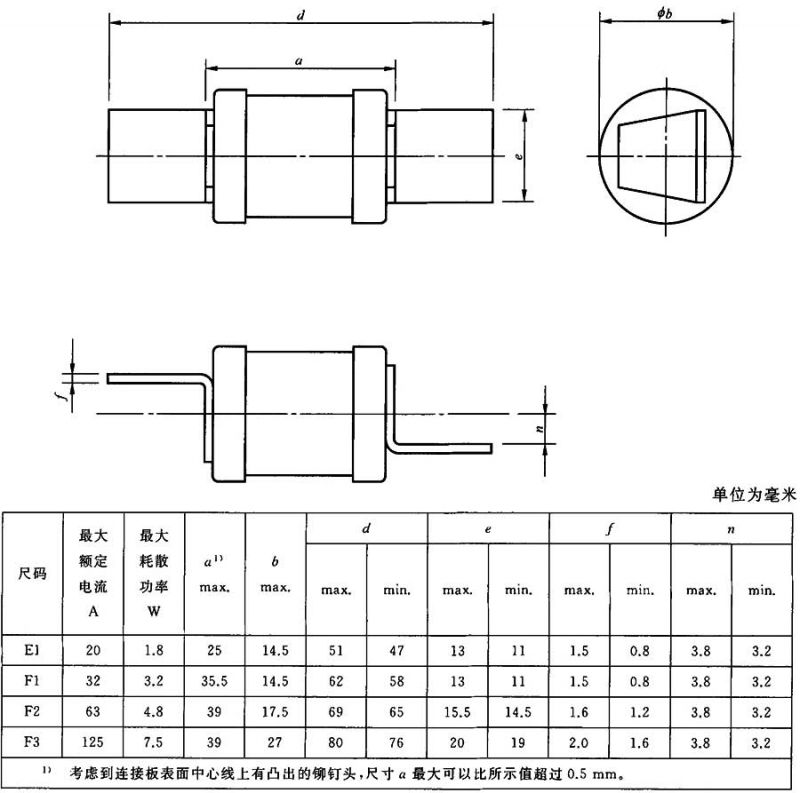 d
φb
a
e
f
n
单位为毫米
尺码 最大额定电流 A 最大耗散功率 W a¹⁾ max. b max. d e f n
max. min. max. min. max. min. max. min.
E1 20 1.8 25 14.5 51 47 13 11 1.5 0.8 3.8 3.2
F1 32 3.2 35.5 14.5 62 58 13 11 1.5 0.8 3.8 3.2
F2 63 4.8 39 17.5 69 65 15.5 14.5 1.6 1.2 3.8 3.2
F3 125 7.5 39 27 80 76 20 19 2.0 1.6 3.8 3.2
¹⁾ 考虑到连接板表面中心线上有凸出的铆钉头,尺寸 a 最大可以比所示值超过 0.5 mm。